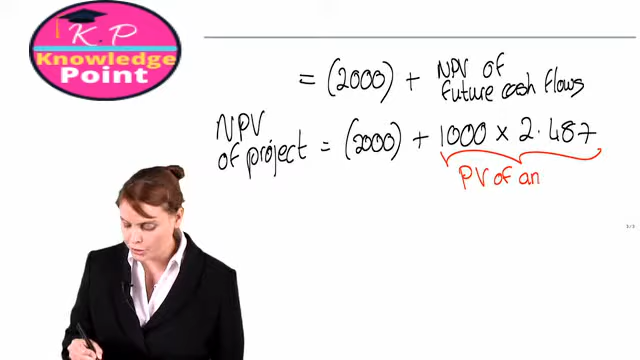 K.P
Knowledge
Point
= (2000) + NPV of
future cash flows
NPV
of project = (2000) + 1000 × 2.487
PV of an